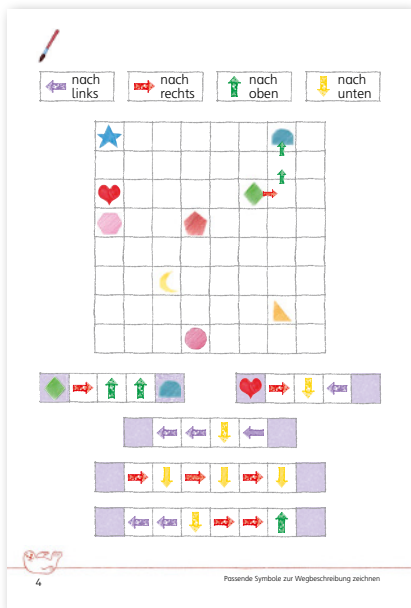 nach
links
nach
rechts
nach
oben
nach
unten
4
Passende Symbole zur Wegbeschreibung zeichnen